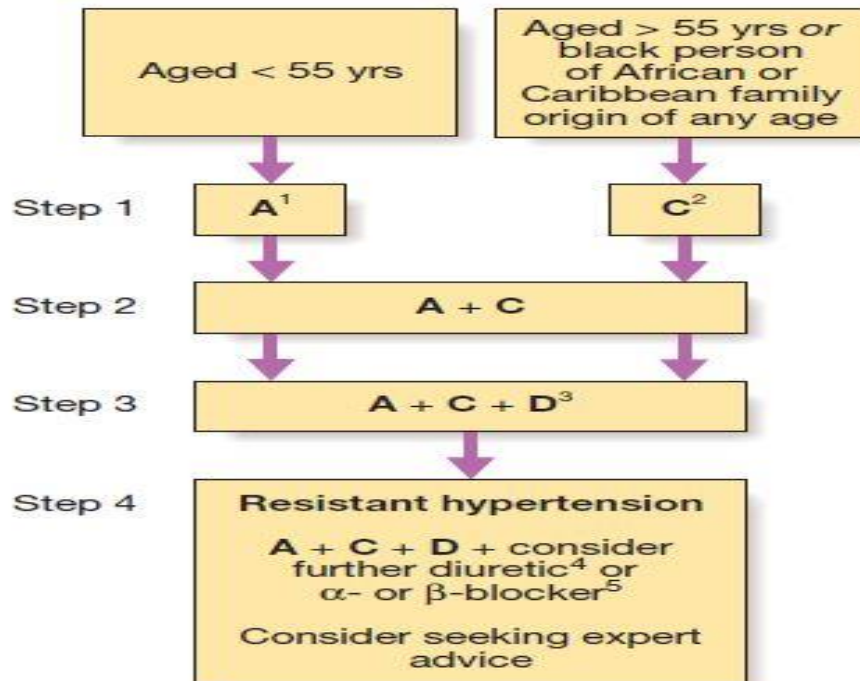 Aged < 55 yrs
Aged > 55 yrs or
black person
of African or
Caribbean family
origin of any age
Step 1
A¹
C²
Step 2
A + C
Step 3
A + C + D³
Step 4
Resistant hypertension
A + C + D + consider
further diuretic⁴ or
α- or β-blocker⁵
Consider seeking expert
advice